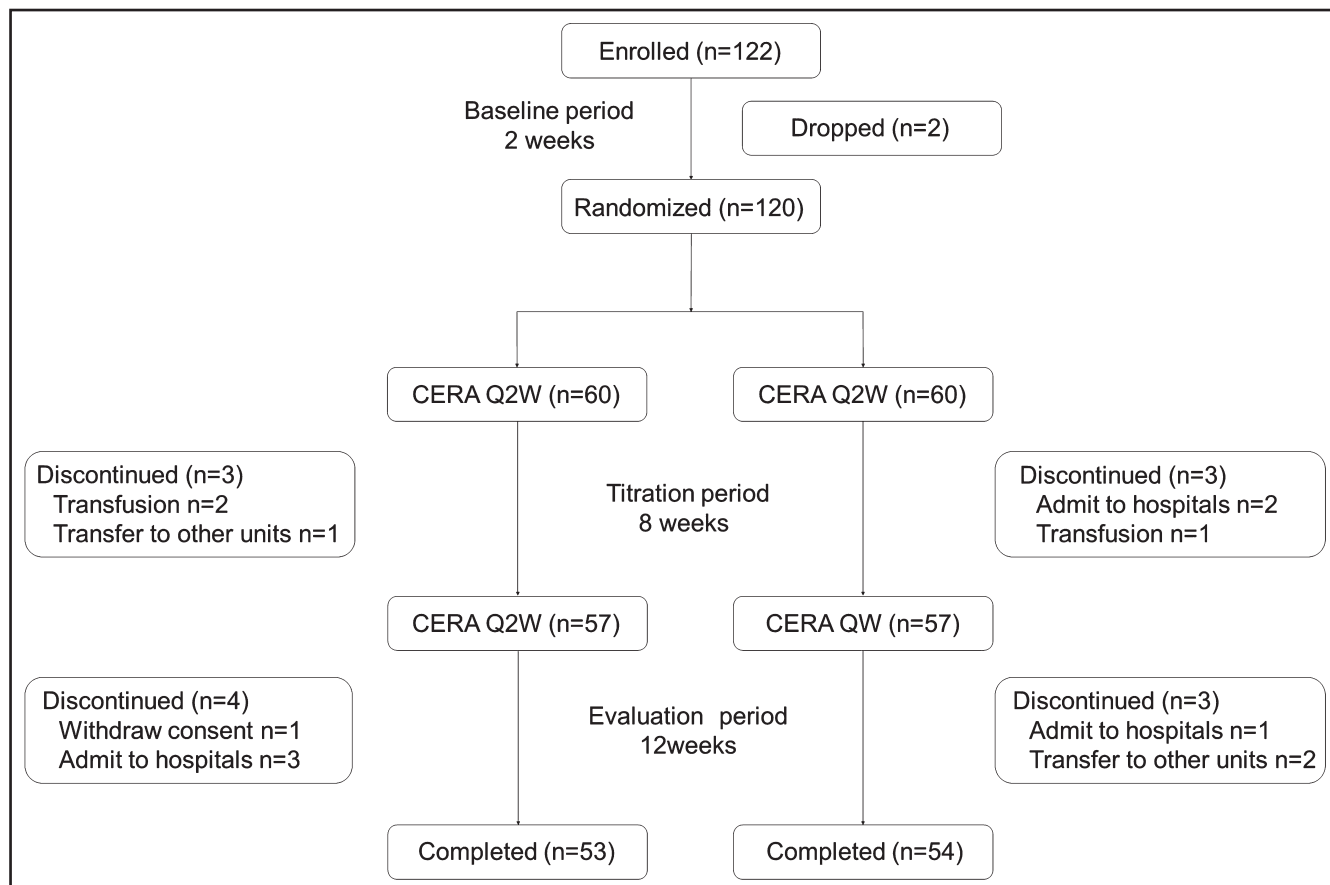 Enrolled (n=122)
Baseline period
2 weeks
Dropped (n=2)
Randomized (n=120)
CERA Q2W (n=60)
CERA Q2W (n=60)
Discontinued (n=3)
Transfusion n=2
Transfer to other units n=1
Titration period
8 weeks
Discontinued (n=3)
Admit to hospitals n=2
Transfusion n=1
CERA Q2W (n=57)
CERA QW (n=57)
Discontinued (n=4)
Withdraw consent n=1
Admit to hospitals n=3
Evaluation period
12weeks
Discontinued (n=3)
Admit to hospitals n=1
Transfer to other units n=2
Completed (n=53)
Completed (n=54)